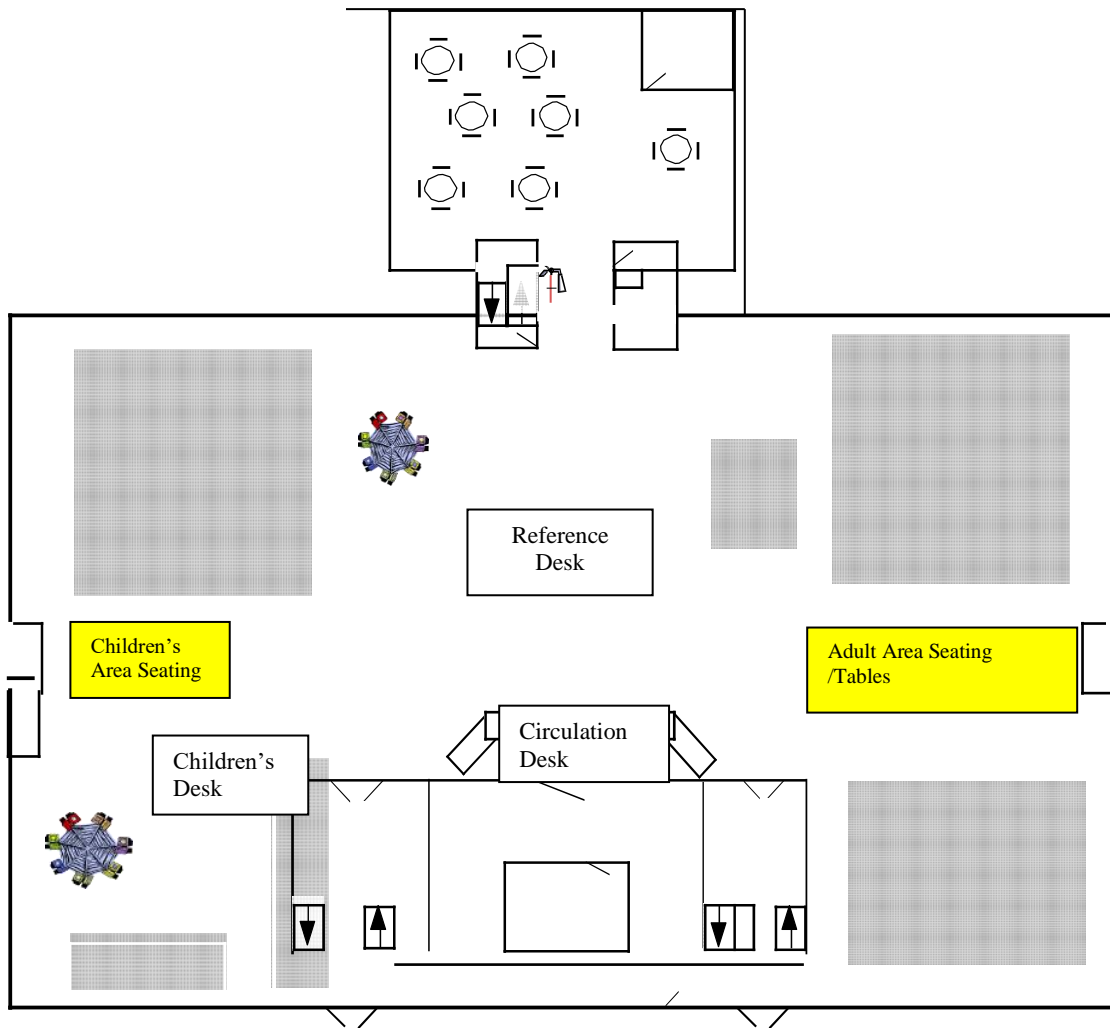 Reference
Desk
Children's
Area Seating
Adult Area Seating
/Tables
Circulation
Desk
Children's
Desk